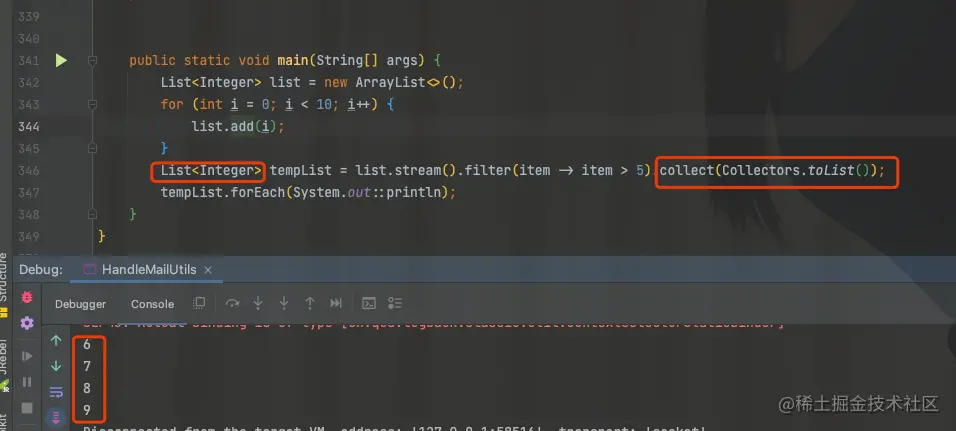 339
340
341 public static void main(String[] args) {
342 List<Integer> list = new ArrayList<>();
343 for (int i = 0; i < 10; i++) {
344 list.add(i);
345 }
346 List<Integer> tempList = list.stream().filter(item -> item > 5).collect(Collectors.toList());
347 tempList.forEach(System.out::println);
348 }
349 }
Structure
Debug: HandleMailUtils ×
Debugger Console
JRebel
6
7
8
9
@稀土掘金技术社区